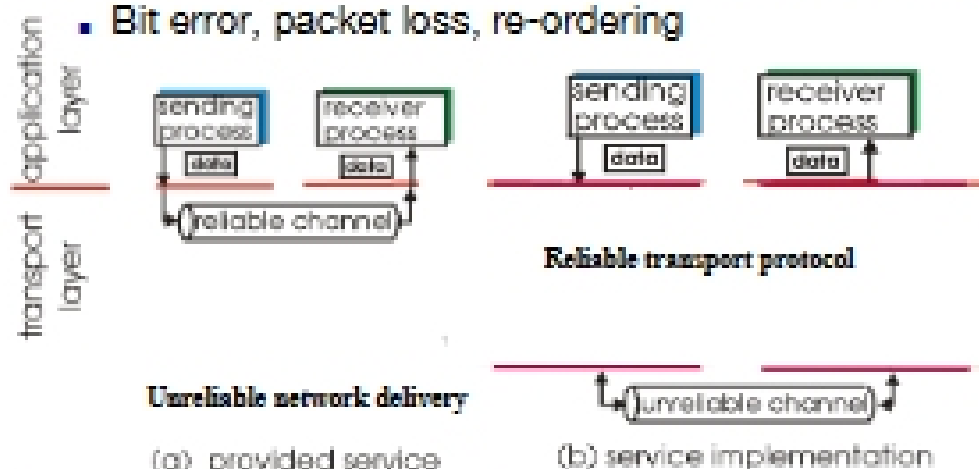 Bit error, packet loss, re-ordering
application
layer
sending
process
data
receiver
process
data
reliable channel
transport
layer
Unreliable network delivery
(a) provided service
sending
process
data
receiver
process
data
Reliable transport protocol
unreliable channel
(b) service implementation